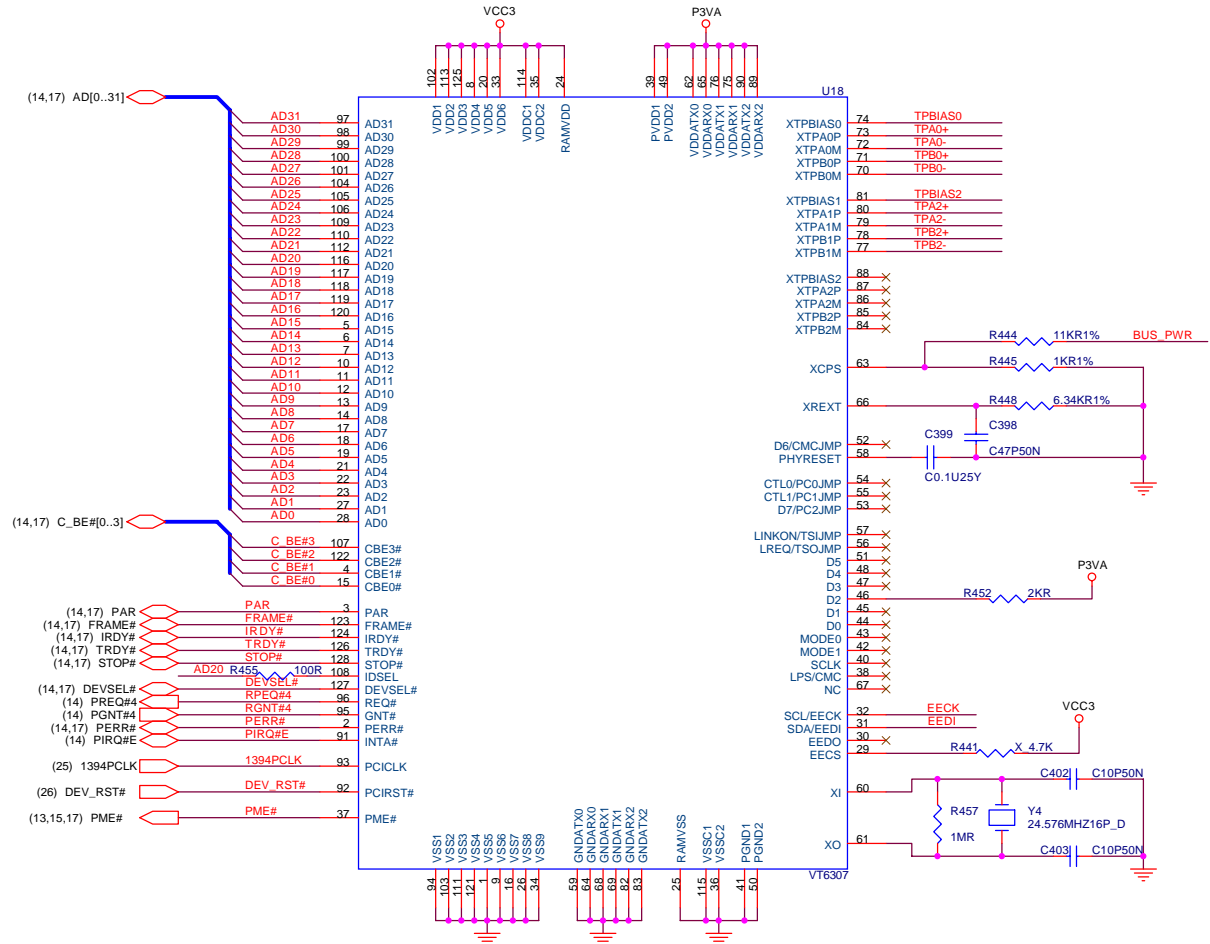 VCC3
P3VA
102
113
125
8
20
33
114
35
24
39
49
62
65
76
75
90
89
U18
VDD1
VDD2
VDD3
VDD4
VDD5
VDD6
VDDC1
VDDC2
RAMVDD
PVDD1
PVDD2
VDDATX0
VDDARX0
VDDATX1
VDDARX1
VDDATX2
VDDARX2
(14,17) AD[0..31]
AD31 97 AD31
AD30 98 AD30
AD29 99 AD29
AD28 100 AD28
AD27 101 AD27
AD26 104 AD26
AD25 105 AD25
AD24 106 AD24
AD23 109 AD23
AD22 110 AD22
AD21 112 AD21
AD20 116 AD20
AD19 117 AD19
AD18 118 AD18
AD17 119 AD17
AD16 120 AD16
AD15 5 AD15
AD14 6 AD14
AD13 7 AD13
AD12 10 AD12
AD11 11 AD11
AD10 12 AD10
AD9 13 AD9
AD8 14 AD8
AD7 17 AD7
AD6 18 AD6
AD5 19 AD5
AD4 21 AD4
AD3 22 AD3
AD2 23 AD2
AD1 27 AD1
AD0 28 AD0
(14,17) C_BE#[0..3]
C_BE#3 107 CBE3#
C_BE#2 122 CBE2#
C_BE#1 4 CBE1#
C_BE#0 15 CBE0#
(14,17) PAR PAR 3 PAR
(14,17) FRAME# FRAME# 123 FRAME#
(14,17) IRDY# IRDY# 124 IRDY#
(14,17) TRDY# TRDY# 126 TRDY#
(14,17) STOP# STOP# 128 STOP#
AD20 R455 100R 108 IDSEL
(14,17) DEVSEL# DEVSEL# 127 DEVSEL#
(14) PREQ#4 RPEQ#4 96 REQ#
(14) PGNT#4 RGNT#4 95 GNT#
(14,17) PERR# PERR# 2 PERR#
(14) PIRQ#E PIRQ#E 91 INTA#
(25) 1394PCLK 1394PCLK 93 PCICLK
(26) DEV_RST# DEV_RST# 92 PCIRST#
(13,15,17) PME# PME# 37 PME#
XTPBIAS0 74 TPBIAS0
XTPA0P 73 TPA0+
XTPA0M 72 TPA0-
XTPB0P 71 TPB0+
XTPB0M 70 TPB0-
XTPBIAS1 81 TPBIAS2
XTPA1P 80 TPA2+
XTPA1M 79 TPA2-
XTPB1P 78 TPB2+
XTPB1M 77 TPB2-
XTPBIAS2 88
XTPA2P 87
XTPA2M 86
XTPB2P 85
XTPB2M 84
R444 11KR1% BUS_PWR
XCPS 63 R445 1KR1%
XREXT 66 R448 6.34KR1%
C399 C398
D6/CMCJMP 52
C47P50N
PHYRESET 58
C0.1U25Y
CTL0/PC0JMP 54
CTL1/PC1JMP 55
D7/PC2JMP 53
LINKON/TSIJMP 57
LREQ/TSOJMP 56
D5 51
D4 48
D3 47
P3VA
D2 46 R452 2KR
D1 45
D0 44
MODE0 43
MODE1 42
SCLK 40
LPS/CMC 38
NC 67
SCL/EECK 32 EECK
SDA/EEDI 31 EEDI
EEDO 30
VCC3
EECS 29 R441 X_4.7K
C402 C10P50N
XI 60
R457
1MR
Y4
24.576MHZ16P_D
XO 61
C403 C10P50N
VT6307
VSS1
VSS2
VSS3
VSS4
VSS5
VSS6
VSS7
VSS8
VSS9
GNDATX0
GNDARX0
GNDARX1
GNDATX1
GNDARX2
GNDATX2
RAMVSS
VSSC1
VSSC2
PGND1
PGND2
94
103
111
121
1
9
16
26
34
59
64
68
69
82
83
25
115
36
41
50